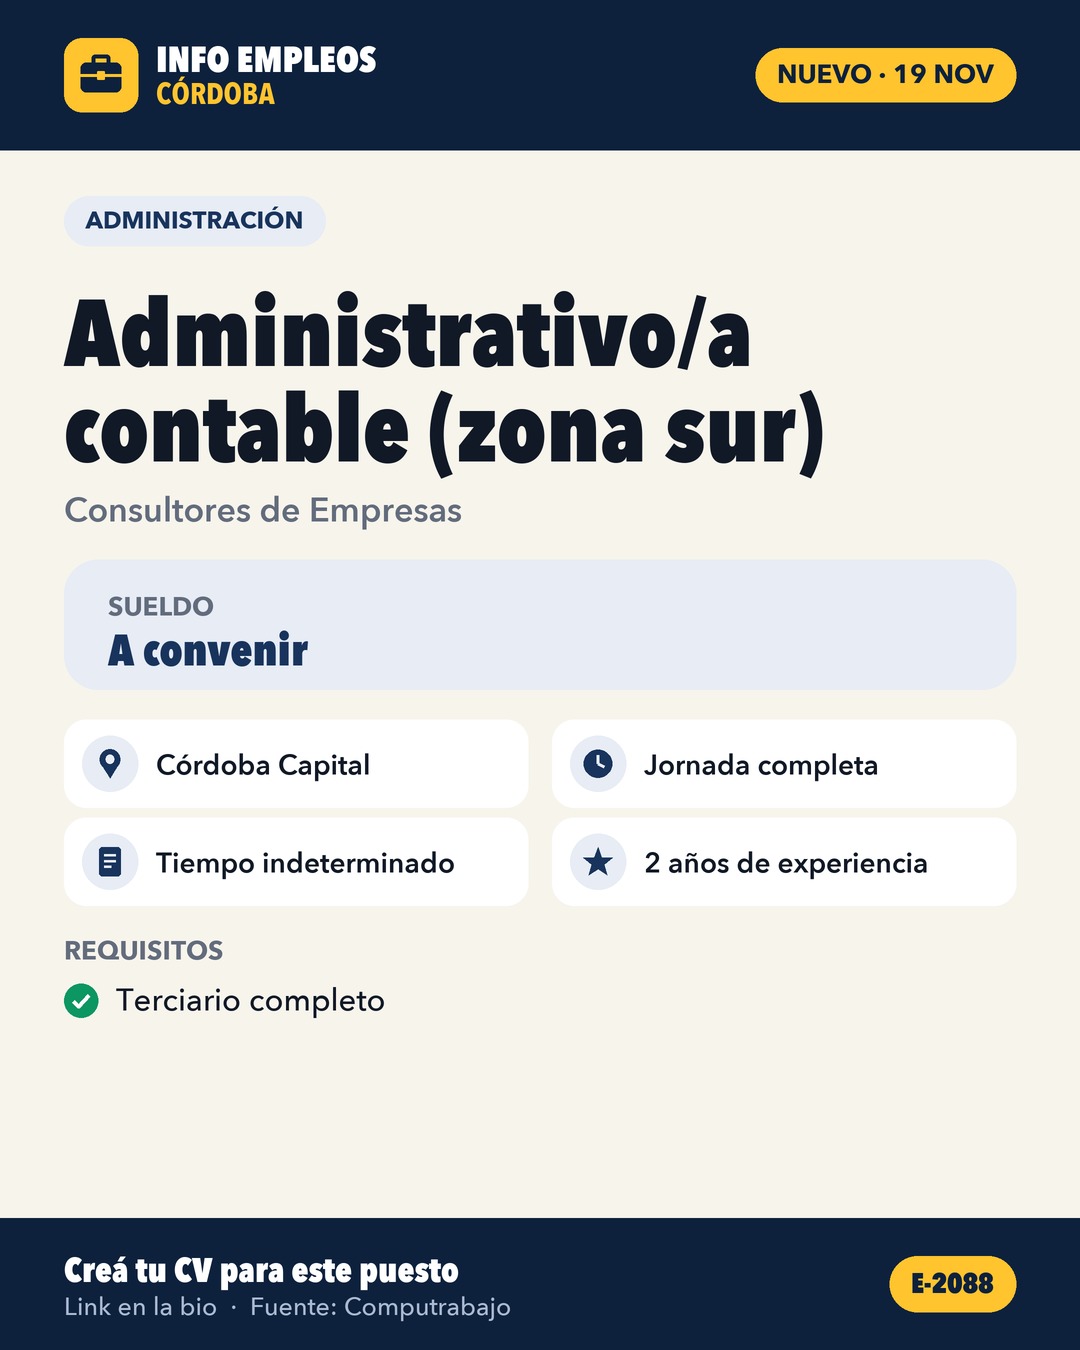 INFO EMPLEOS
CÓRDOBA
NUEVO · 19 NOV
ADMINISTRACIÓN
Administrativo/a
contable (zona sur)
Consultores de Empresas
SUELDO
A convenir
Córdoba Capital
Jornada completa
Tiempo indeterminado
2 años de experiencia
REQUISITOS
Terciario completo
Creá tu CV para este puesto
Link en la bio · Fuente: Computrabajo
E-2088